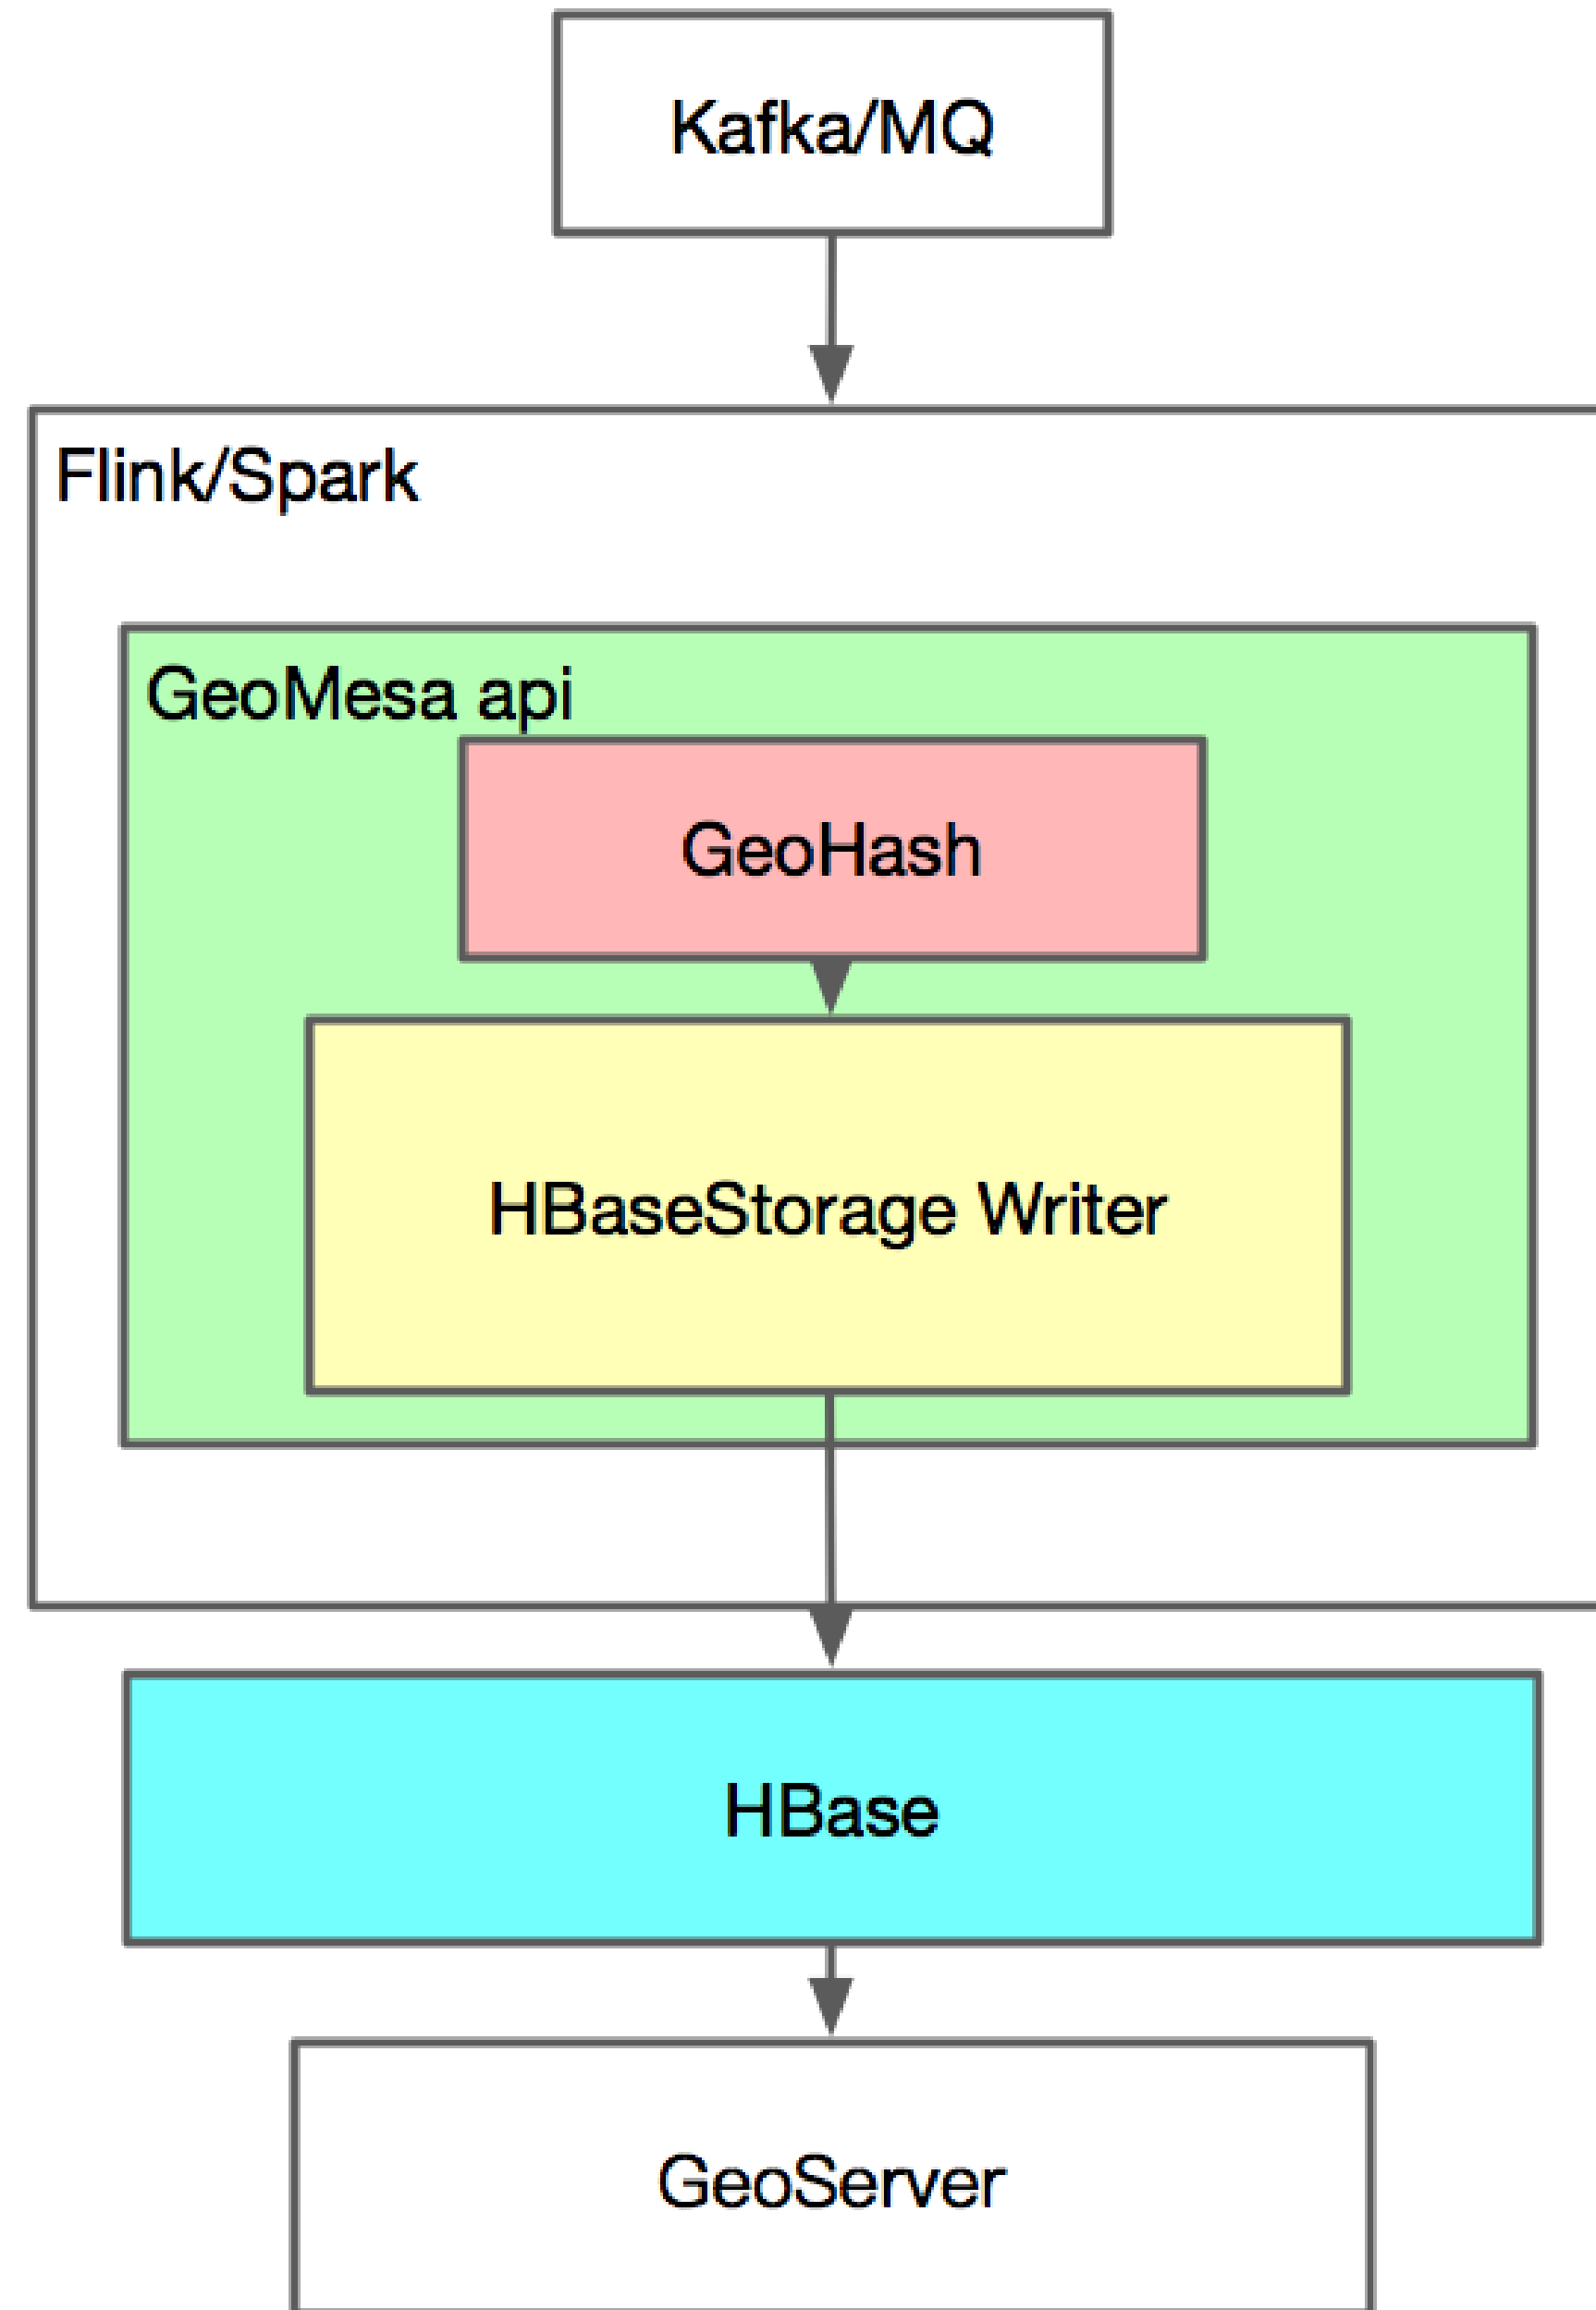 Kafka/MQ
Flink/Spark
GeoMesa api
GeoHash
HBaseStorage Writer
HBase
GeoServer